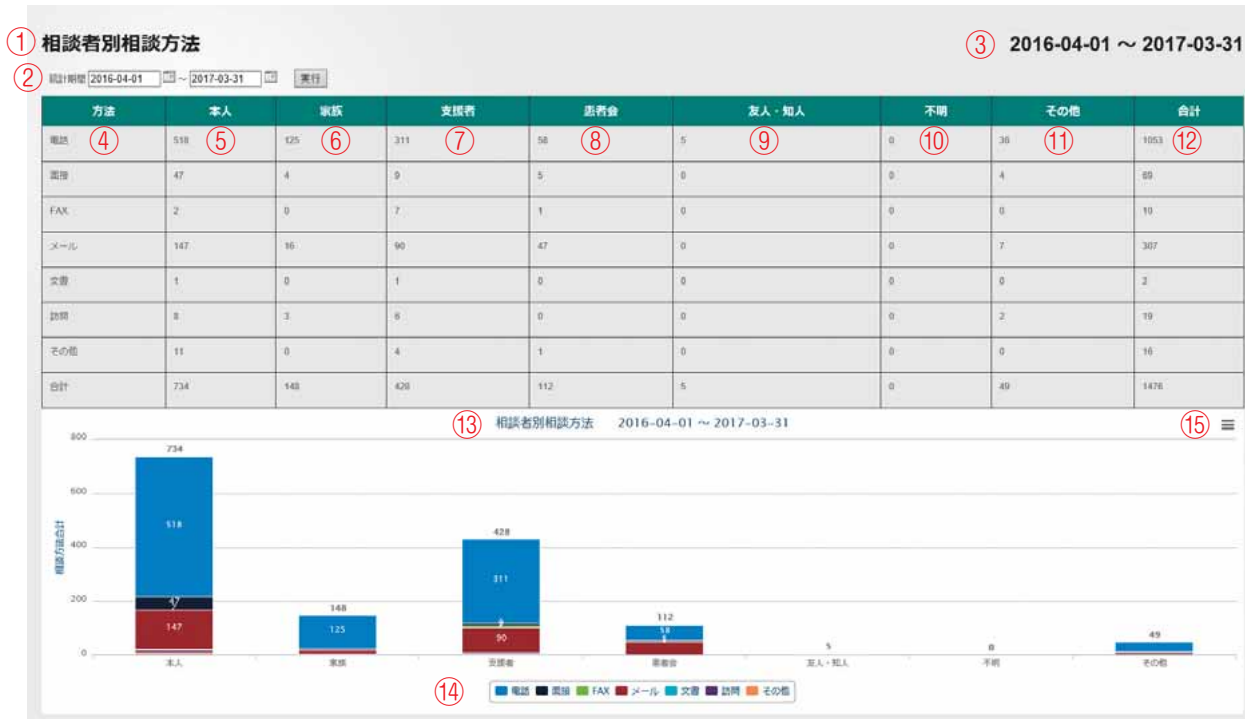 ① 相談者別相談方法 ③ 2016-04-01 ～ 2017-03-31
② 統計期間 2016-04-01 ～ 2017-03-31 実行
方法 本人 家族 支援者 患者会 友人・知人 不明 その他 合計
電話 ④ 518 ⑤ 125 ⑥ 311 ⑦ 58 ⑧ 5 ⑨ 0 ⑩ 36 ⑪ 1053 ⑫
面接 47 4 9 5 0 0 4 69
FAX 2 0 7 1 0 0 0 10
メール 147 16 90 47 0 0 7 307
文書 1 0 1 0 0 0 0 2
訪問 8 3 6 0 0 0 2 19
その他 11 0 4 1 0 0 0 16
合計 734 148 428 112 5 0 49 1476
⑬ 相談者別相談方法 2016-04-01 ～ 2017-03-31 ⑮
相談方法合計
800
600
400
200
0
734
518
47
147
148
125
428
311
9
90
112
58
5
0
49
本人 家族 支援者 患者会 友人・知人 不明 その他
⑭ 電話 面接 FAX メール 文書 訪問 その他